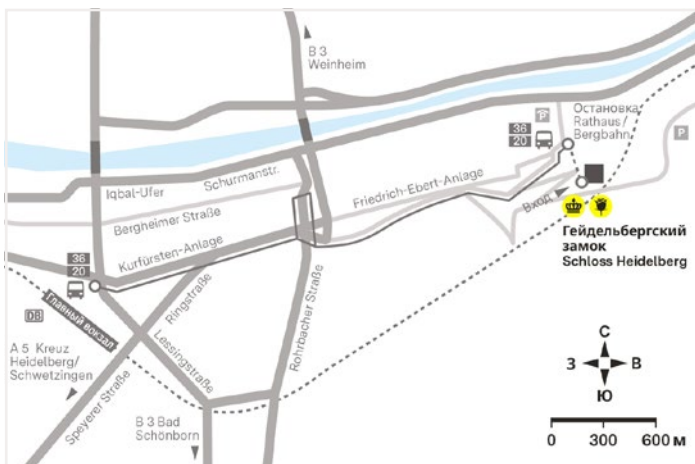 B 3
Weinheim
Остановка
Rathaus/
Bergbahn
P
P
36
20
Iqbal-Ufer
Schurmanstr.
Bergheimer Straße
Friedrich-Ebert-Anlage
Вход
Kurfürsten-Anlage
Гейдельбергский
замок
Schloss Heidelberg
36
20
Главный вокзал
DB
Ringstraße
Lessingstraße
Rohrbacher Straße
A 5 Kreuz
Heidelberg/
Schwetzingen
Speyerer Straße
B 3 Bad
Schönborn
С
З
В
Ю
0 300 600 м